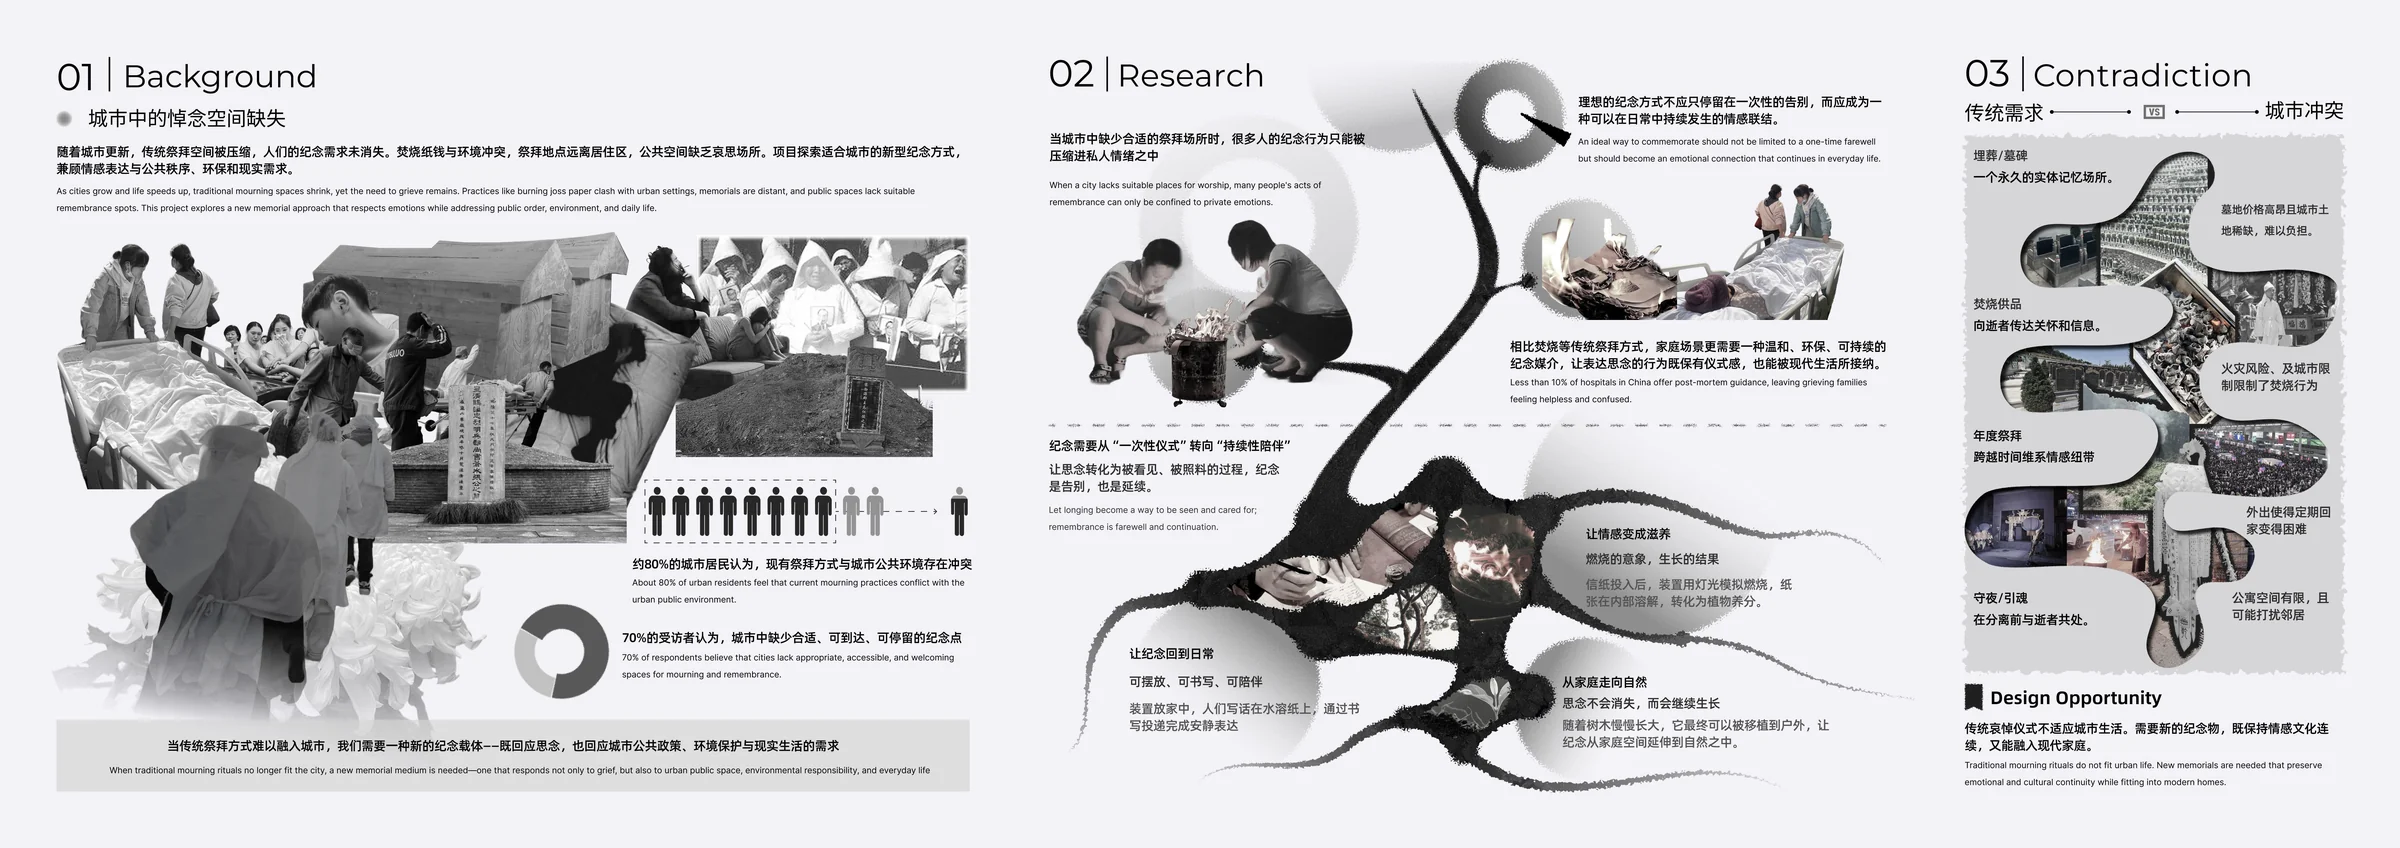 01 | Background
城市中的悼念空间缺失
随着城市更新，传统祭拜空间被压缩，人们的纪念需求未消失。焚烧纸钱与环境冲突，祭拜地点远离居住区，公共空间缺乏哀思场所。项目探索适合城市的新型纪念方式，
兼顾情感表达与公共秩序、环保和现实需求。
As cities grow and life speeds up, traditional mourning spaces shrink, yet the need to grieve remains. Practices like burning joss paper clash with urban settings, memorials are distant, and public spaces lack suitable
remembrance spots. This project explores a new memorial approach that respects emotions while addressing public order, environment, and daily life.
约80%的城市居民认为，现有祭拜方式与城市公共环境存在冲突
About 80% of urban residents feel that current mourning practices conflict with the
urban public environment.
70%的受访者认为，城市中缺少合适、可到达、可停留的纪念点
70% of respondents believe that cities lack appropriate, accessible, and welcoming
spaces for mourning and remembrance.
当传统祭拜方式难以融入城市，我们需要一种新的纪念载体——既回应思念，也回应城市公共政策、环境保护与现实生活的需求
When traditional mourning rituals no longer fit the city, a new memorial medium is needed—one that responds not only to grief, but also to urban public space, environmental responsibility, and everyday life
02 | Research
当城市中缺少合适的祭拜场所时，很多人的纪念行为只能被
压缩进私人情绪之中
When a city lacks suitable places for worship, many people's acts of
remembrance can only be confined to private emotions.
理想的纪念方式不应只停留在一次性的告别，而应成为一
种可以在日常中持续发生的情感联结。
An ideal way to commemorate should not be limited to a one-time farewell
but should become an emotional connection that continues in everyday life.
相比焚烧等传统祭拜方式，家庭场景更需要一种温和、环保、可持续的
纪念媒介，让表达思念的行为既保有仪式感，也能被现代生活所接纳。
Less than 10% of hospitals in China offer post-mortem guidance, leaving grieving families
feeling helpless and confused.
纪念需要从 “一次性仪式” 转向 “持续性陪伴”
让思念转化为被看见、被照料的过程，纪念
是告别，也是延续。
Let longing become a way to be seen and cared for;
remembrance is farewell and continuation.
让情感变成滋养
燃烧的意象，生长的结果
信纸投入后，装置用灯光模拟燃烧，纸
张在内部溶解，转化为植物养分。
让纪念回到日常
可摆放、可书写、可陪伴
装置放家中，人们写话在水溶纸上，通过书
写投递完成安静表达
从家庭走向自然
思念不会消失，而会继续生长
随着树木慢慢长大，它最终可以被移植到户外，让
纪念从家庭空间延伸到自然之中。
03 | Contradiction
传统需求 VS 城市冲突
埋葬/墓碑
一个永久的实体记忆场所。
墓地价格高昂且城市土
地稀缺，难以负担。
焚烧供品
向逝者传达关怀和信息。
火灾风险、及城市限
制限制了焚烧行为
年度祭拜
跨越时间维系情感纽带
外出使得定期回
家变得困难
守夜/引魂
在分离前与逝者共处。
公寓空间有限，且
可能打扰邻居
Design Opportunity
传统哀悼仪式不适应城市生活。需要新的纪念物，既保持情感文化连
续，又能融入现代家庭。
Traditional mourning rituals do not fit urban life. New memorials are needed that preserve
emotional and cultural continuity while fitting into modern homes.